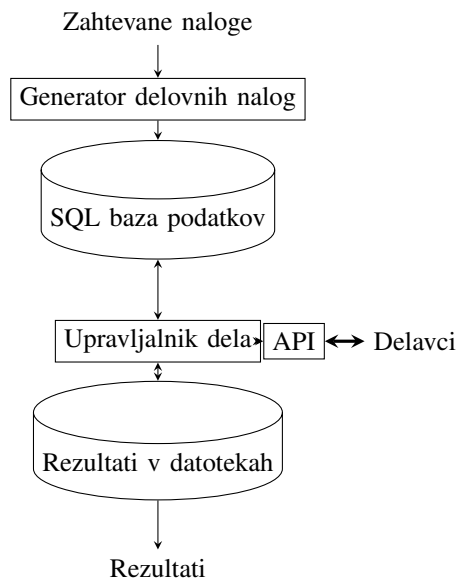 Zahtevane naloge
Generator delovnih nalog
SQL baza podatkov
Upravljalnik dela
API
Delavci
Rezultati v datotekah
Rezultati